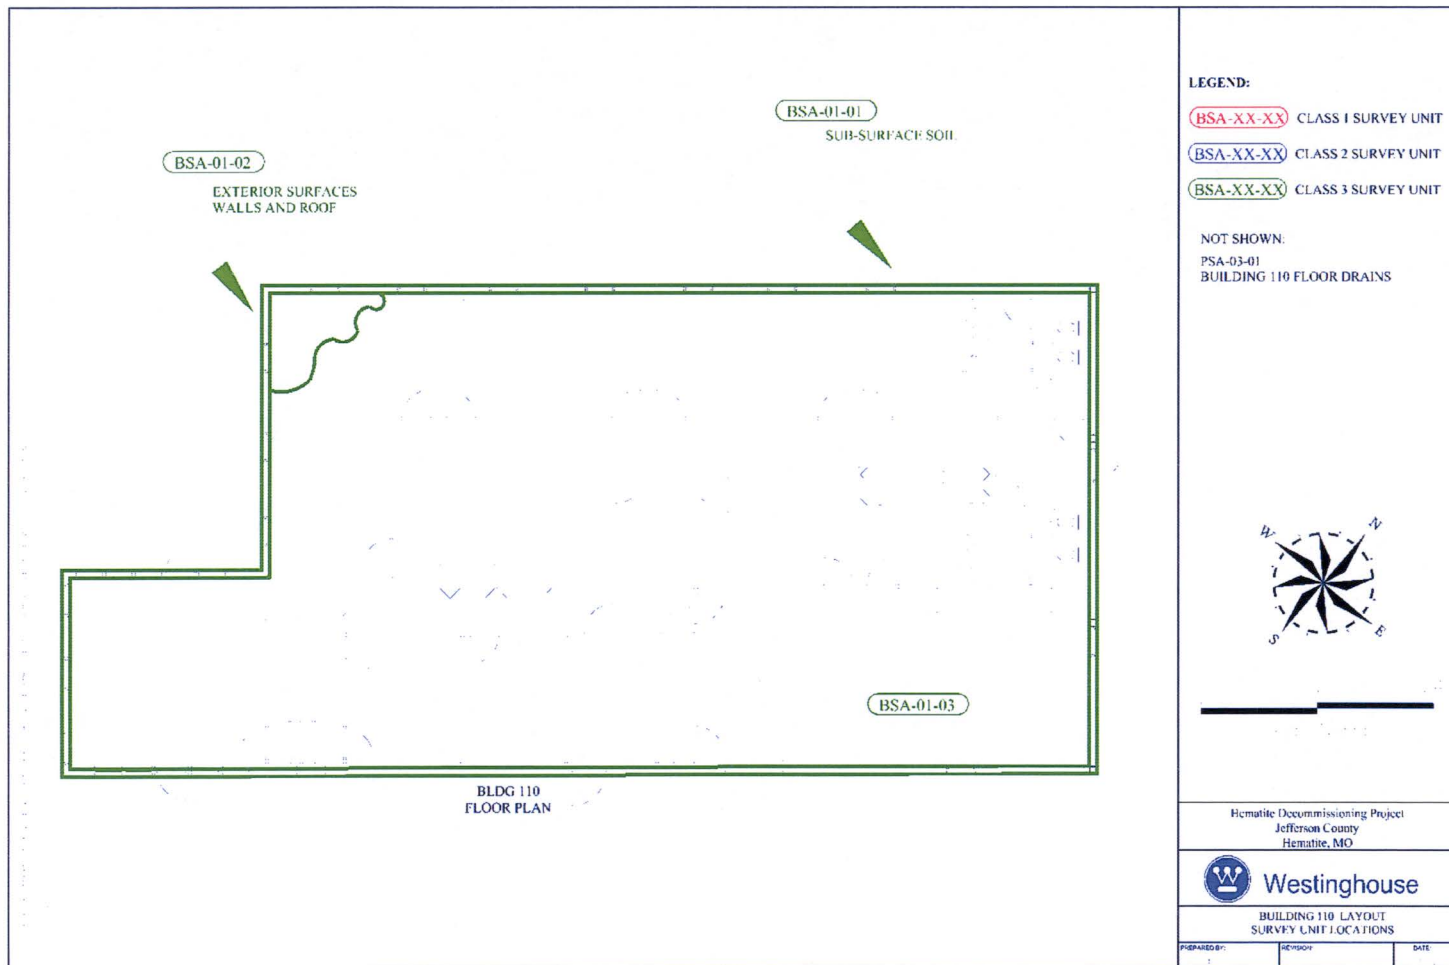 BSA-01-01
SUB-SURFACE SOIL
BSA-01-02
EXTERIOR SURFACES
WALLS AND ROOF
BSA-01-03
BLDG 110
FLOOR PLAN
LEGEND:
BSA-XX-XX CLASS 1 SURVEY UNIT
BSA-XX-XX CLASS 2 SURVEY UNIT
BSA-XX-XX CLASS 3 SURVEY UNIT
NOT SHOWN:
PSA-03-01
BUILDING 110 FLOOR DRAINS
W N
S E
Hematite Decommissioning Project
Jefferson County
Hematite, MO
W
Westinghouse
BUILDING 110 LAYOUT
SURVEY UNIT LOCATIONS
PREPARED BY: REVISION: DATE: